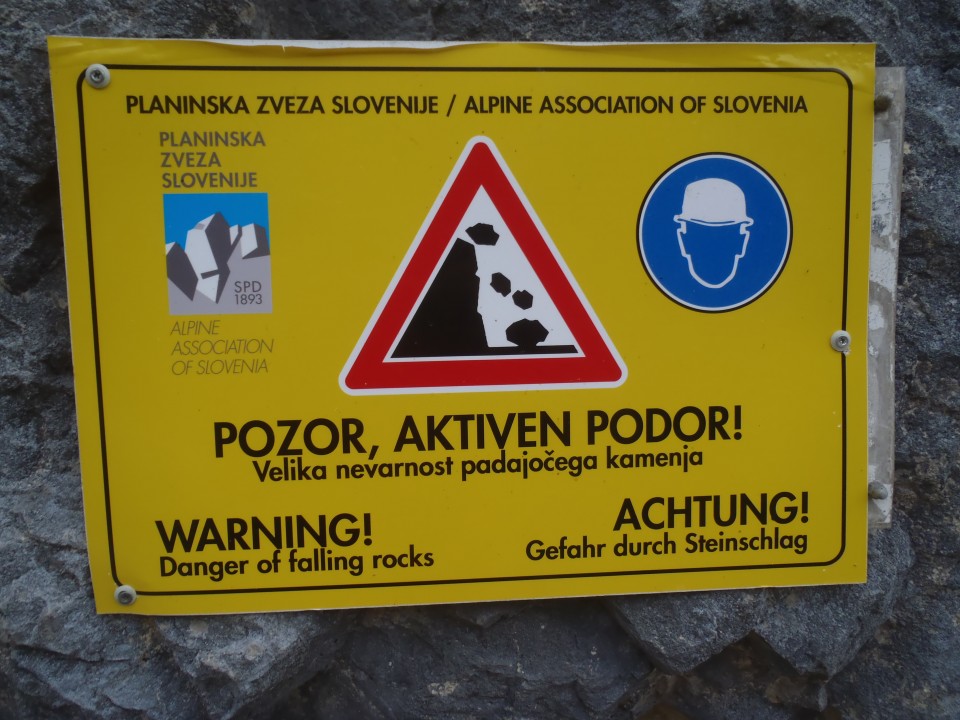 PLANINSKA ZVEZA SLOVENIJE / ALPINE ASSOCIATION OF SLOVENIA
PLANINSKA
ZVEZA
SLOVENIJE
SPD
1893
ALPINE
ASSOCIATION
OF SLOVENIA
POZOR, AKTIVEN PODOR!
Velika nevarnost padajočega kamenja
WARNING!
Danger of falling rocks
ACHTUNG!
Gefahr durch Steinschlag